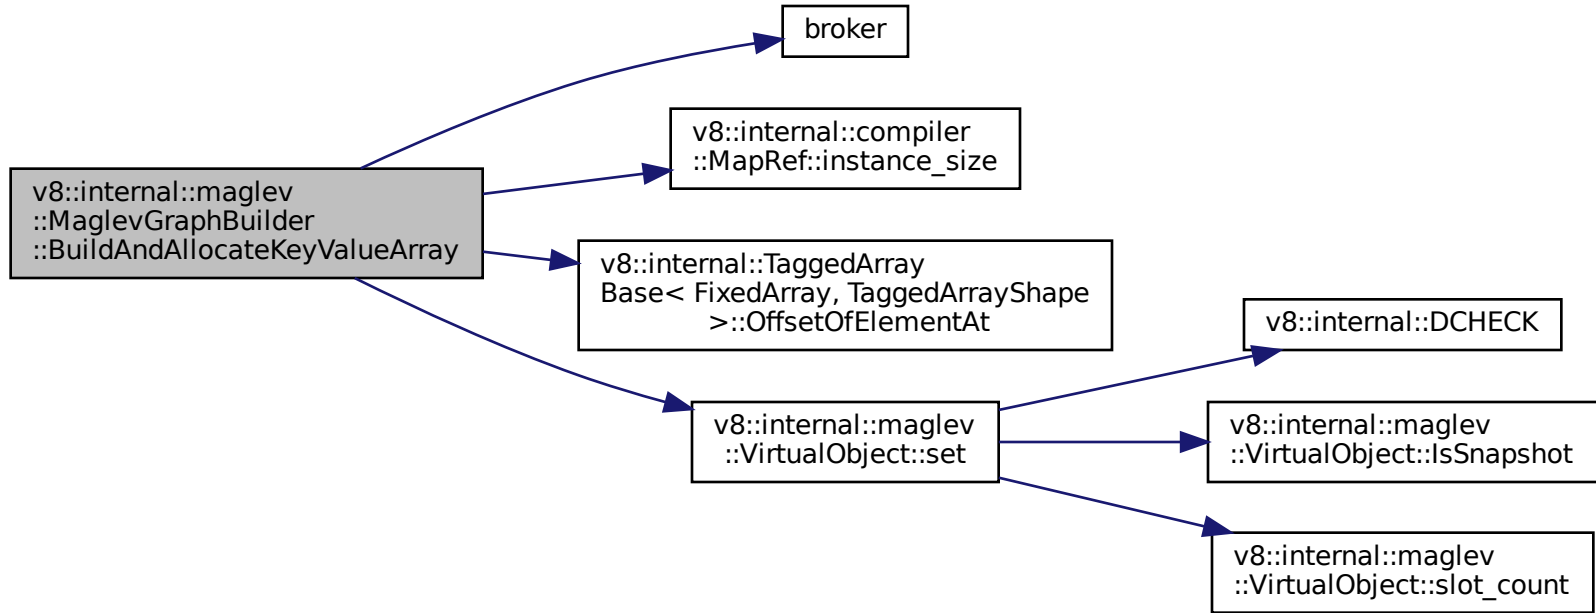 broker
v8::internal::compiler
::MapRef::instance_size
v8::internal::maglev
::MaglevGraphBuilder
::BuildAndAllocateKeyValueArray
v8::internal::TaggedArray
Base< FixedArray, TaggedArrayShape
>::OffsetOfElementAt
v8::internal::DCHECK
v8::internal::maglev
::VirtualObject::set
v8::internal::maglev
::VirtualObject::IsSnapshot
v8::internal::maglev
::VirtualObject::slot_count